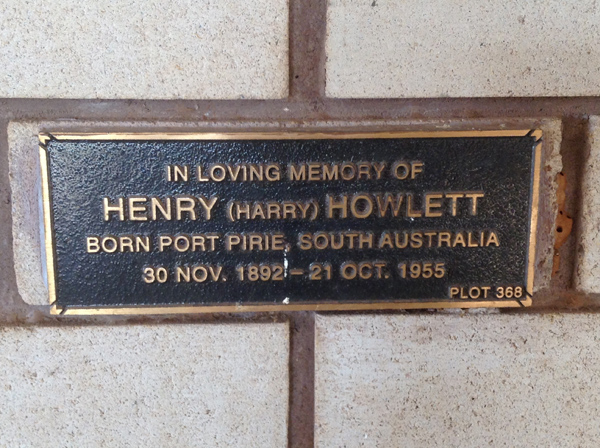 IN LOVING MEMORY OF
HENRY (HARRY) HOWLETT
BORN PORT PIRIE, SOUTH AUSTRALIA
30 NOV. 1892 – 21 OCT. 1955
PLOT 368